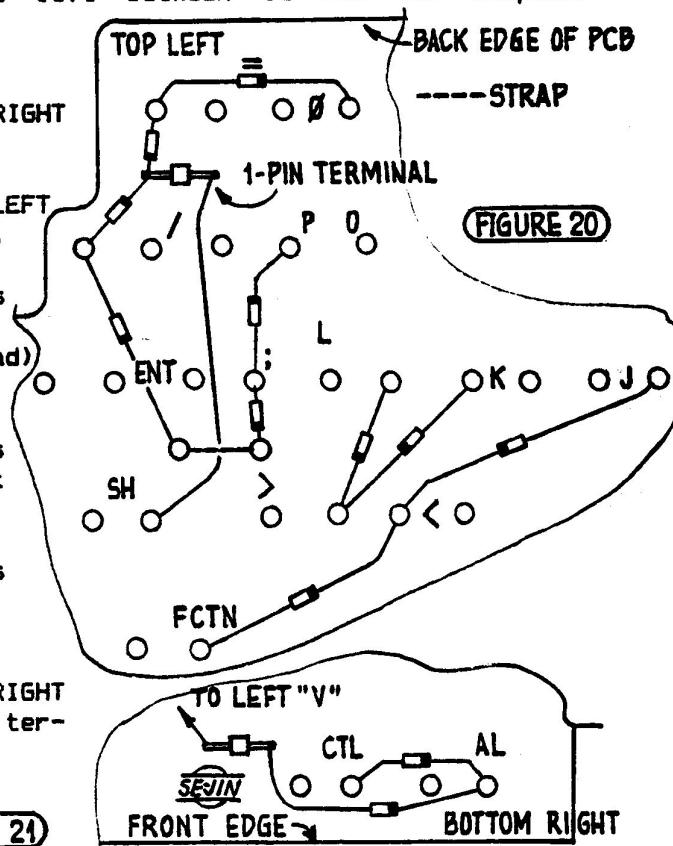 TOP LEFT
BACK EDGE OF PCB
=
RIGHT
Ø
----STRAP
1-PIN TERMINAL
LEFT
/
P O
FIGURE 20
s
L
nd)
ENT
;
K
J
s
SH
>
<
s
FCTN
RIGHT
TO LEFT "V"
ter-
CTL
AL
SEJIN
21)
FRONT EDGE
BOTTOM RIGHT